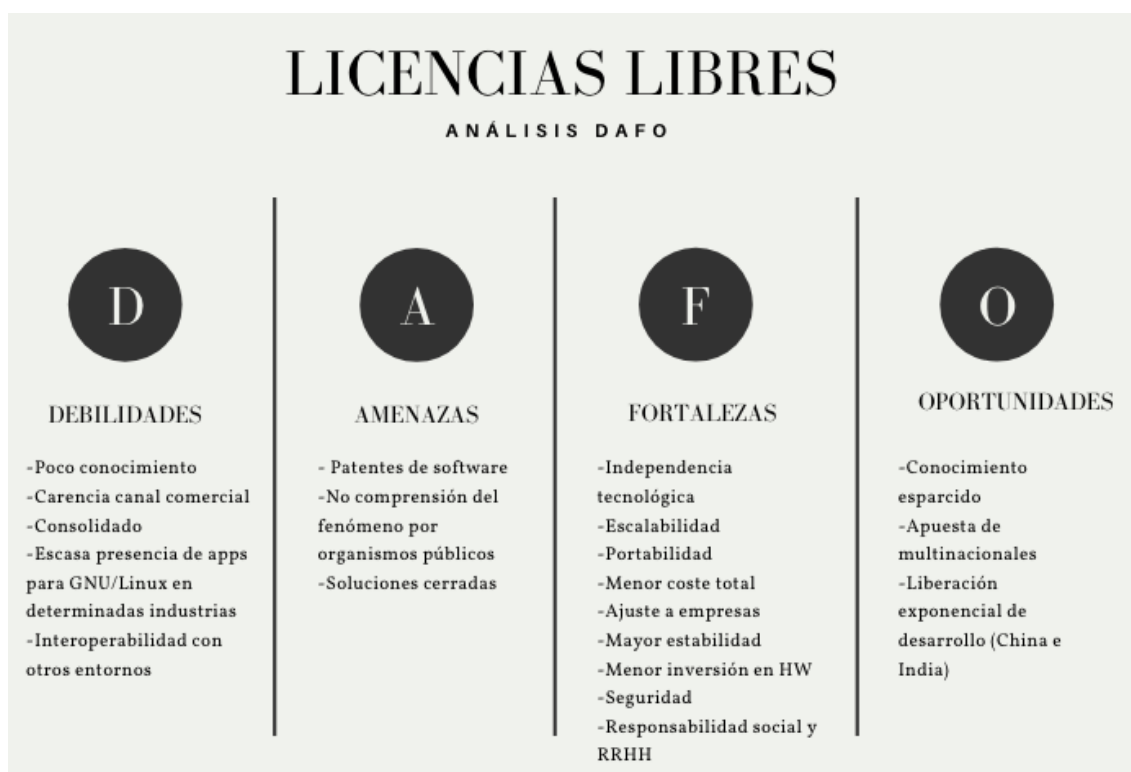 LICENCIAS LIBRES
ANÁLISIS DAFO
D
DEBILIDADES
-Poco conocimiento
-Carencia canal comercial
-Consolidado
-Escasa presencia de apps
para GNU/Linux en
determinadas industrias
-Interoperabilidad con
otros entornos
A
AMENAZAS
- Patentes de software
-No comprensión del
fenómeno por
organismos públicos
-Soluciones cerradas
F
FORTALEZAS
-Independencia
tecnológica
-Escalabilidad
-Portabilidad
-Menor coste total
-Ajuste a empresas
-Mayor estabilidad
-Menor inversión en HW
-Seguridad
-Responsabilidad social y
RRHH
O
OPORTUNIDADES
-Conocimiento
esparcido
-Apuesta de
multinacionales
-Liberación
exponencial de
desarrollo (China e
India)